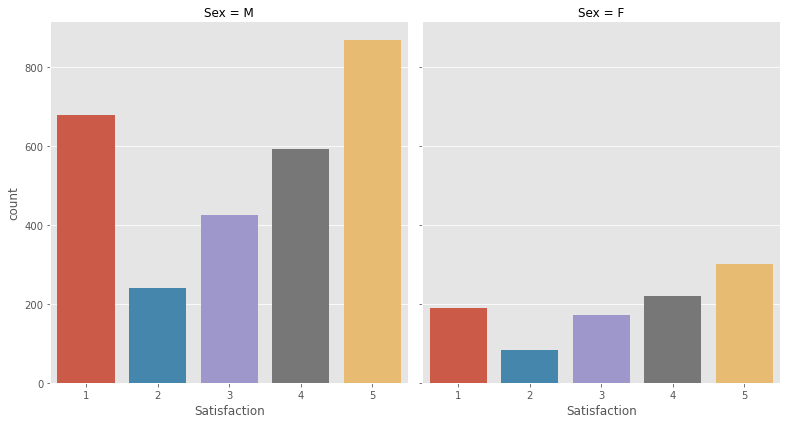 Sex = M
Sex = F
count
800
600
400
200
0
1 2 3 4 5
1 2 3 4 5
Satisfaction
Satisfaction